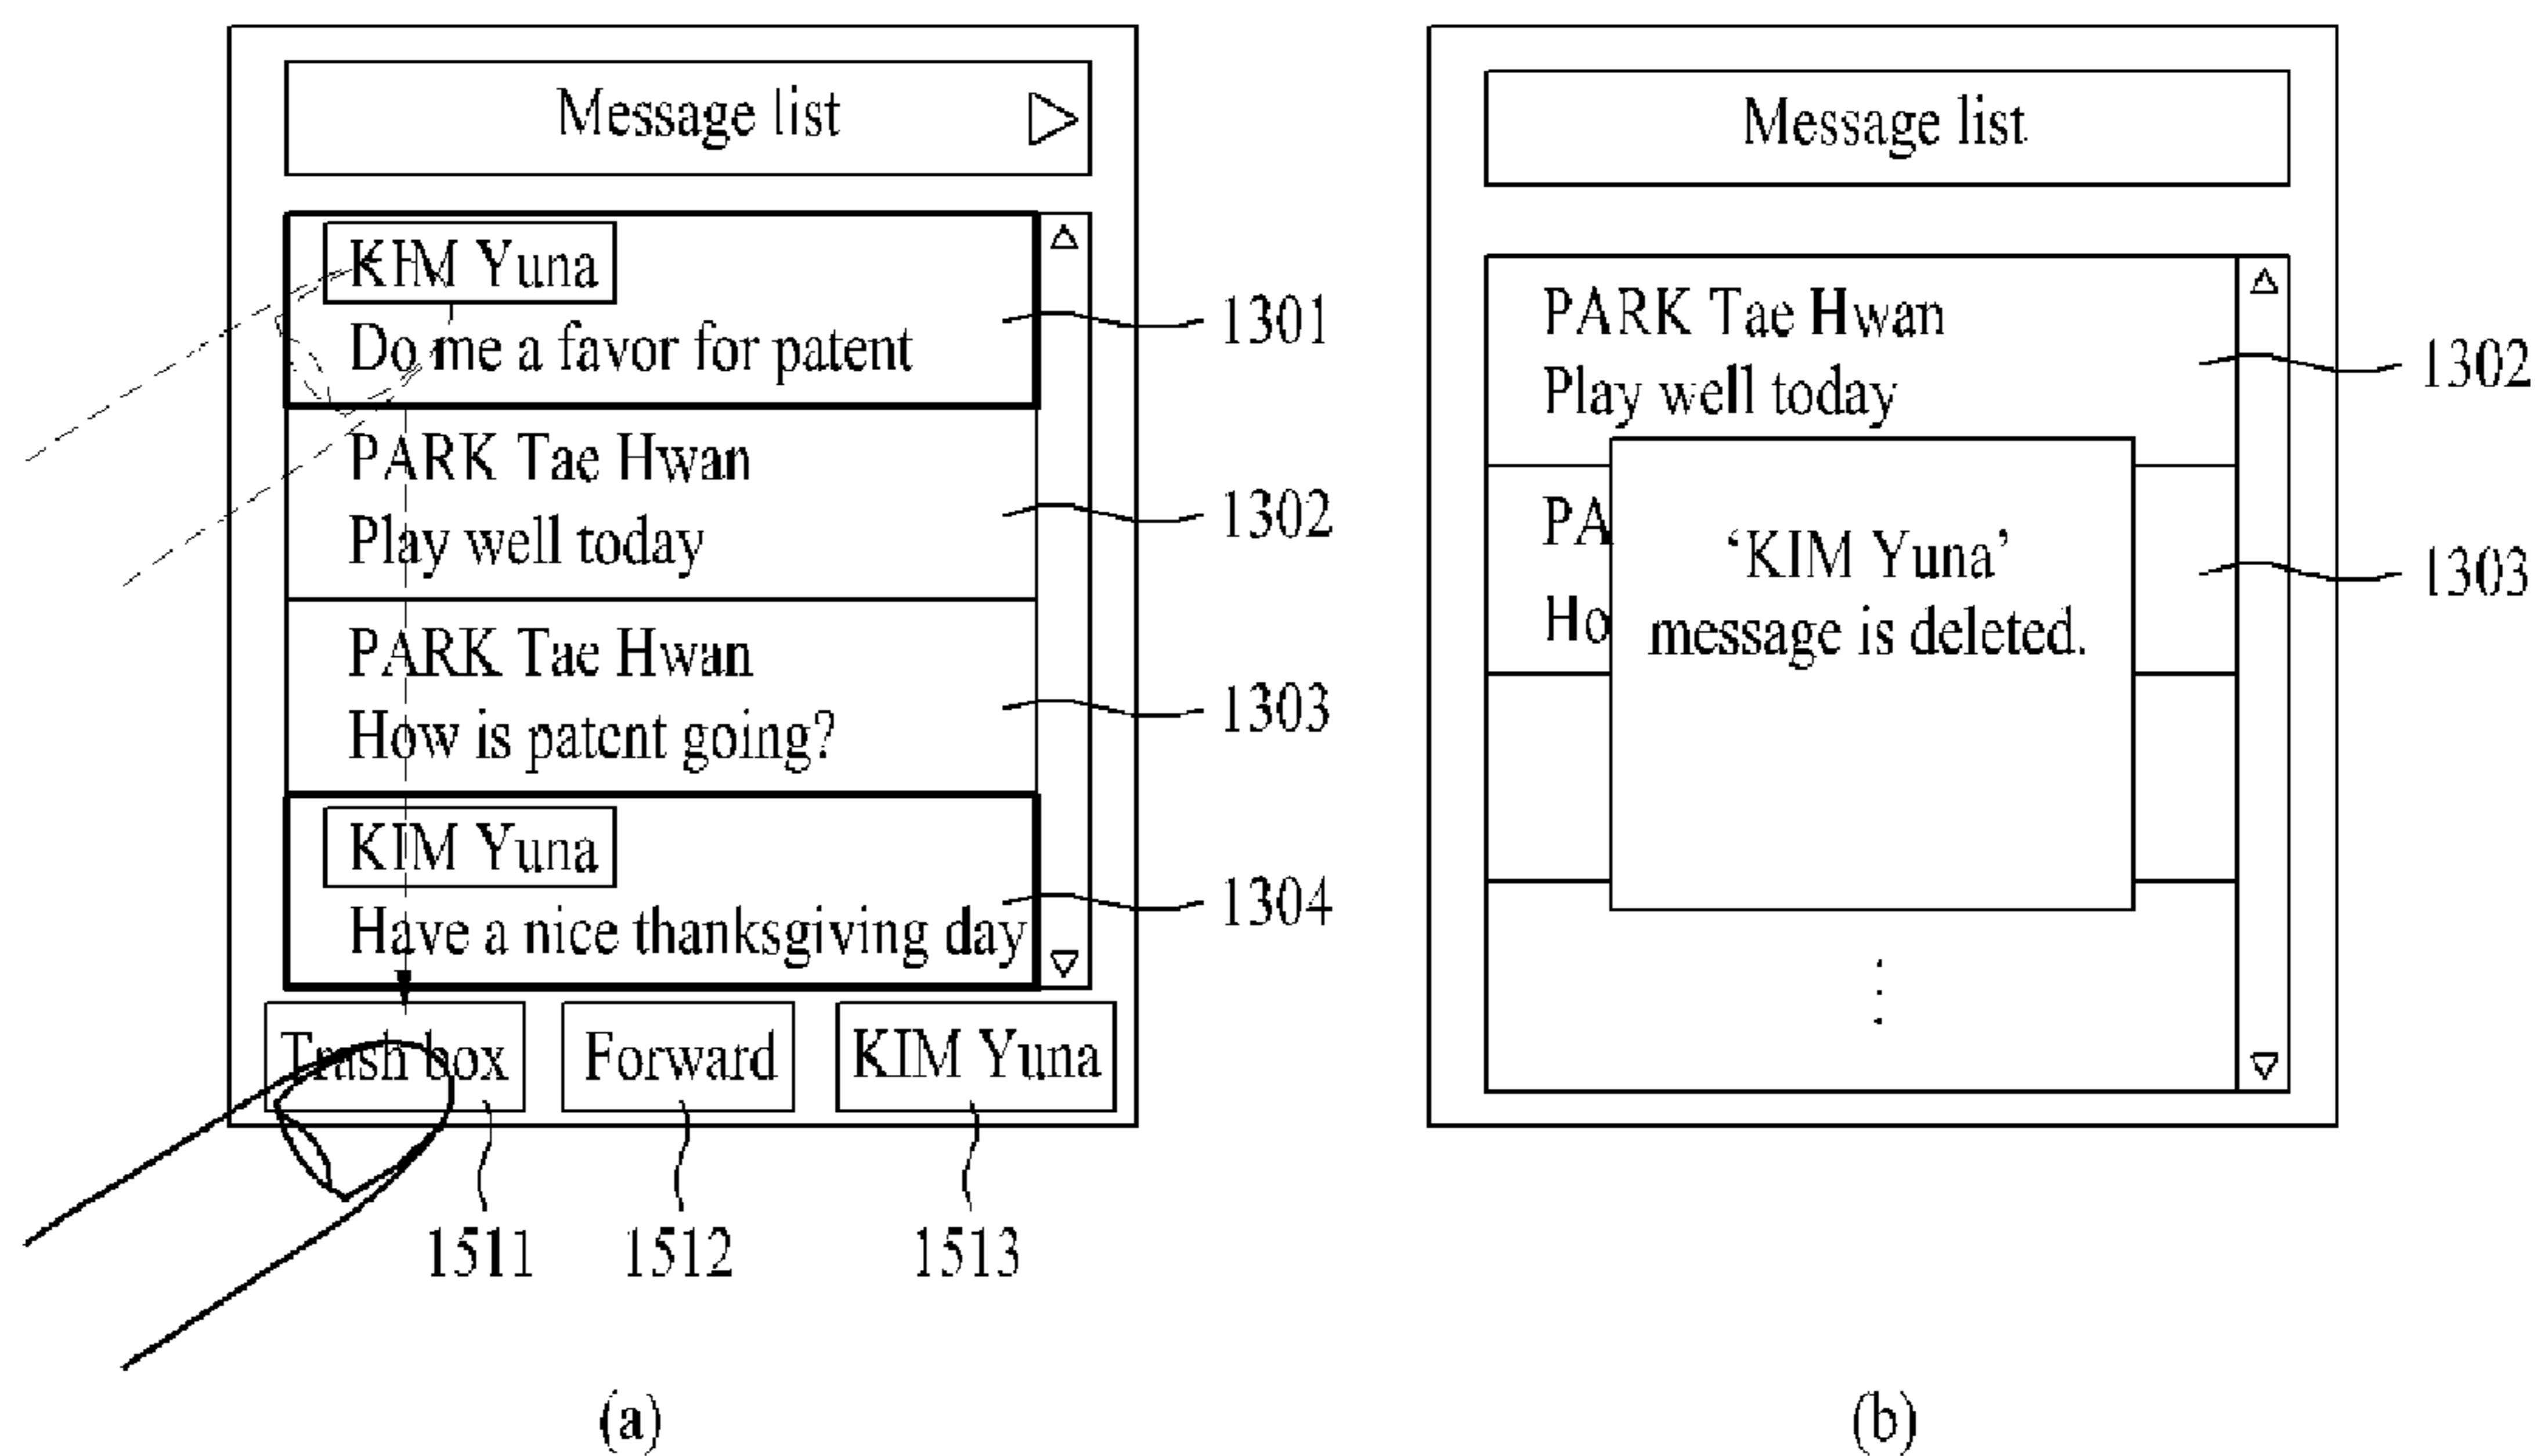 Message list
KIM Yuna
Do me a favor for patent
1301
PARK Tae Hwan
Play well today
1302
PARK Tae Hwan
How is patent going?
1303
KIM Yuna
Have a nice thanksgiving day
1304
Trash box
Forward
KIM Yuna
1511
1512
1513
(a)
Message list
PARK Tae Hwan
Play well today
1302
PA
Ho
1303
‘KIM Yuna’
message is deleted.
(b)